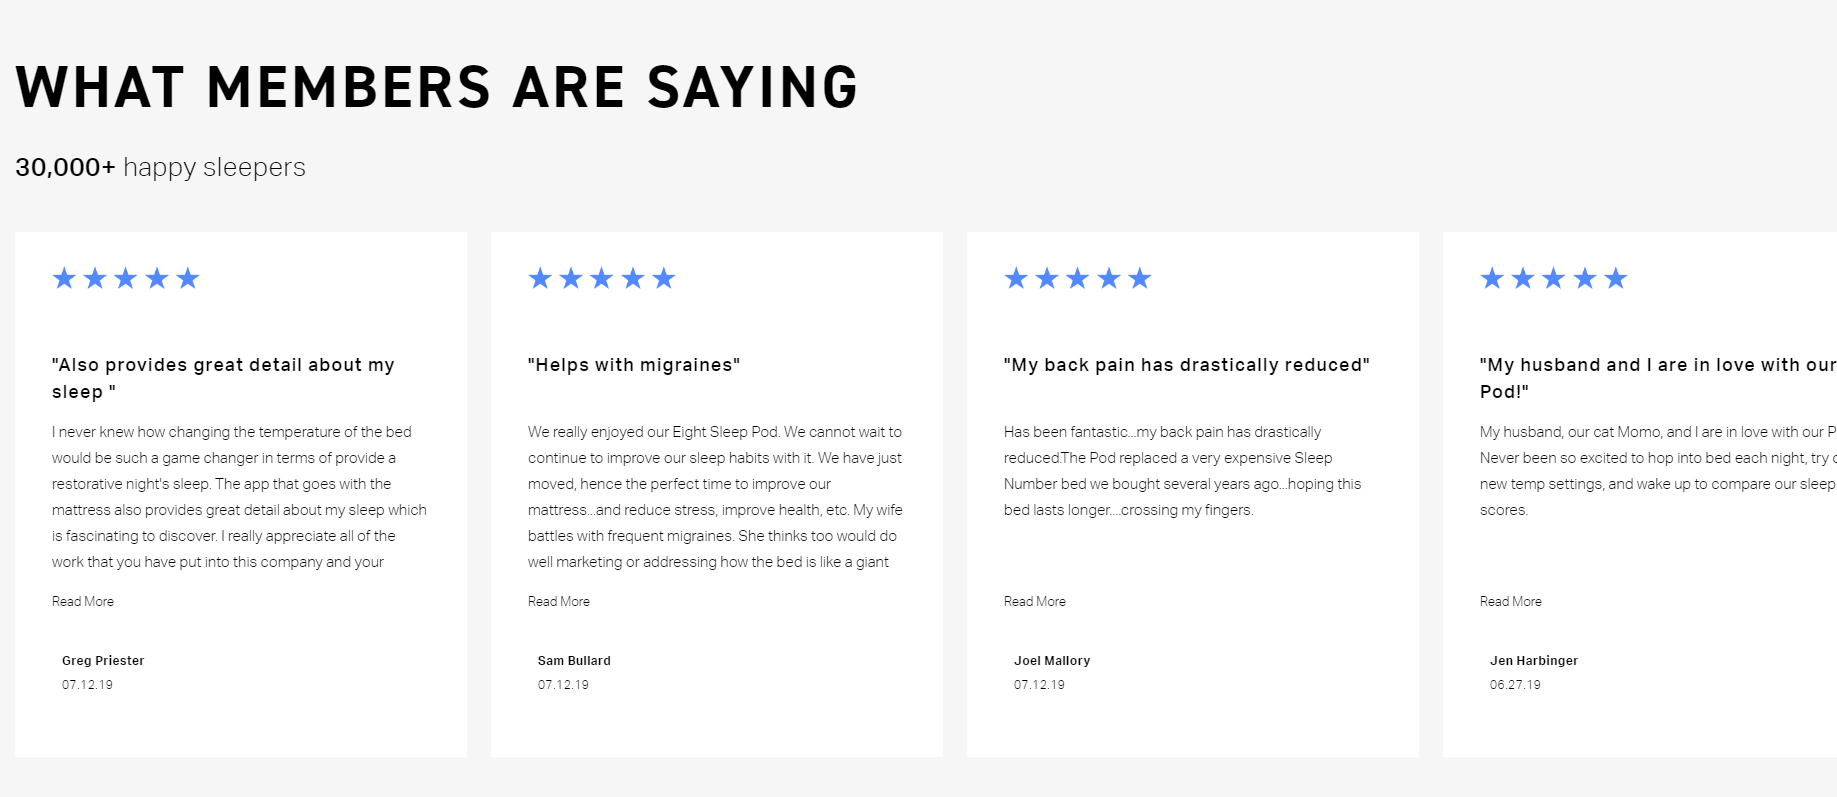 WHAT MEMBERS ARE SAYING
30,000+ happy sleepers
"Also provides great detail about my
sleep "
I never knew how changing the temperature of the bed
would be such a game changer in terms of provide a
restorative night's sleep. The app that goes with the
mattress also provides great detail about my sleep which
is fascinating to discover. I really appreciate all of the
work that you have put into this company and your
Read More
Greg Priester
07.12.19
"Helps with migraines"
We really enjoyed our Eight Sleep Pod. We cannot wait to
continue to improve our sleep habits with it. We have just
moved, hence the perfect time to improve our
mattress...and reduce stress, improve health, etc. My wife
battles with frequent migraines. She thinks too would do
well marketing or addressing how the bed is like a giant
Read More
Sam Bullard
07.12.19
"My back pain has drastically reduced"
Has been fantastic...my back pain has drastically
reduced.The Pod replaced a very expensive Sleep
Number bed we bought several years ago...hoping this
bed lasts longer....crossing my fingers.
Read More
Joel Mallory
07.12.19
"My husband and I are in love with our
Pod!"
My husband, our cat Momo, and I are in love with our
Never been so excited to hop into bed each night, try
new temp settings, and wake up to compare our sleep
scores.
Read More
Jen Harbinger
06.27.19